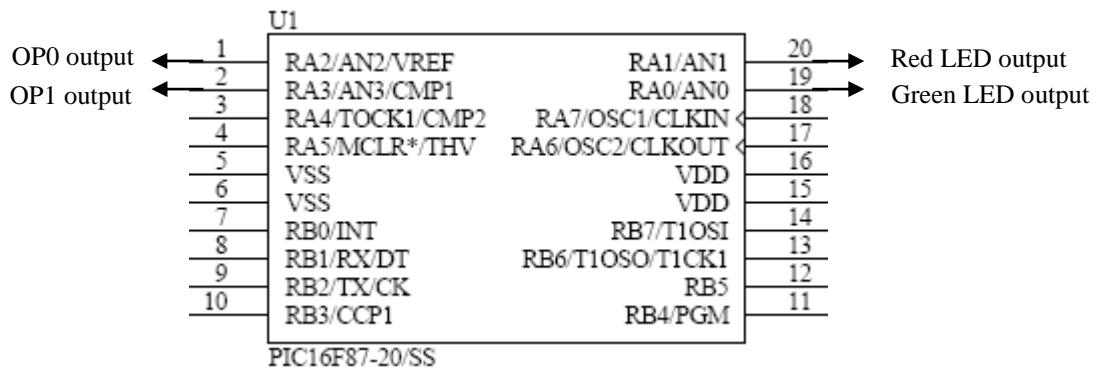 U1
OP0 output 1 RA2/AN2/VREF RA1/AN1 20 Red LED output
OP1 output 2 RA3/AN3/CMP1 RA0/AN0 19 Green LED output
3 RA4/TOCK1/CMP2 RA7/OSC1/CLKIN 18
4 RA5/MCLR*/THV RA6/OSC2/CLKOUT 17
5 VSS VDD 16
6 VSS VDD 15
7 RB0/INT RB7/T1OSI 14
8 RB1/RX/DT RB6/T1OSO/T1CK1 13
9 RB2/TX/CK RB5 12
10 RB3/CCP1 RB4/PGM 11
PIC16F87-20/SS